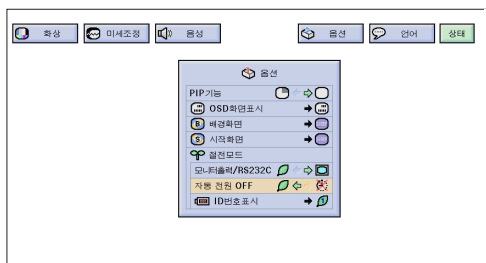 화상 미세조정 음성 옵션 언어 상태
옵션
PIP기능
OSD화면표시
B 배경화면
S 시작화면
절전모드
모니터출력/RS232C
자동 전원 OFF
ID번호표시 1